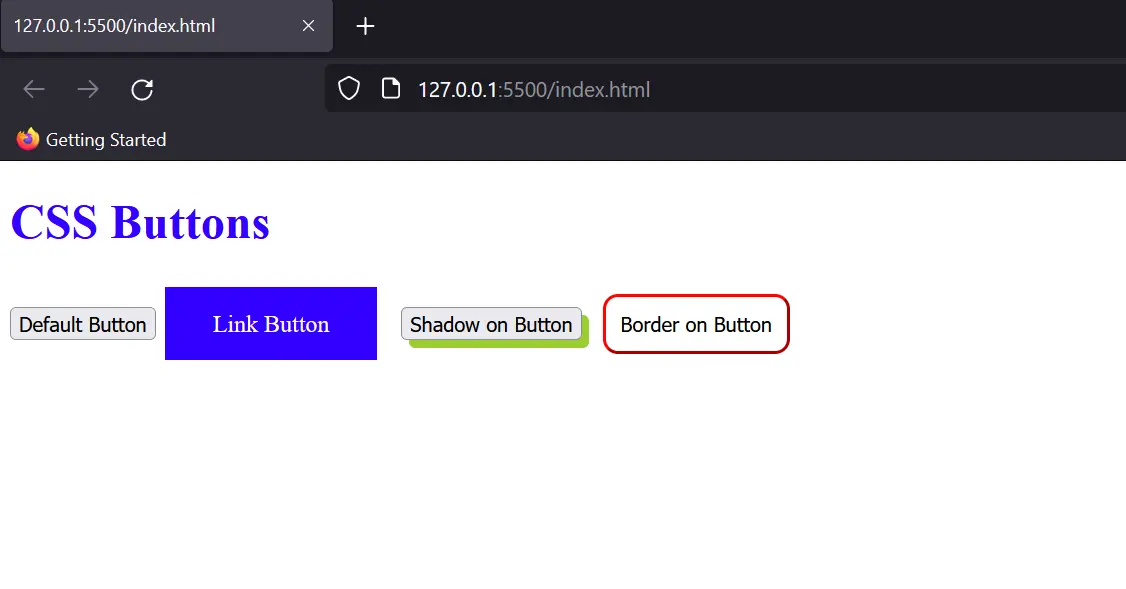 127.0.0.1:5500/index.html
127.0.0.1:5500/index.html
Getting Started
CSS Buttons
Default Button Link Button Shadow on Button Border on Button